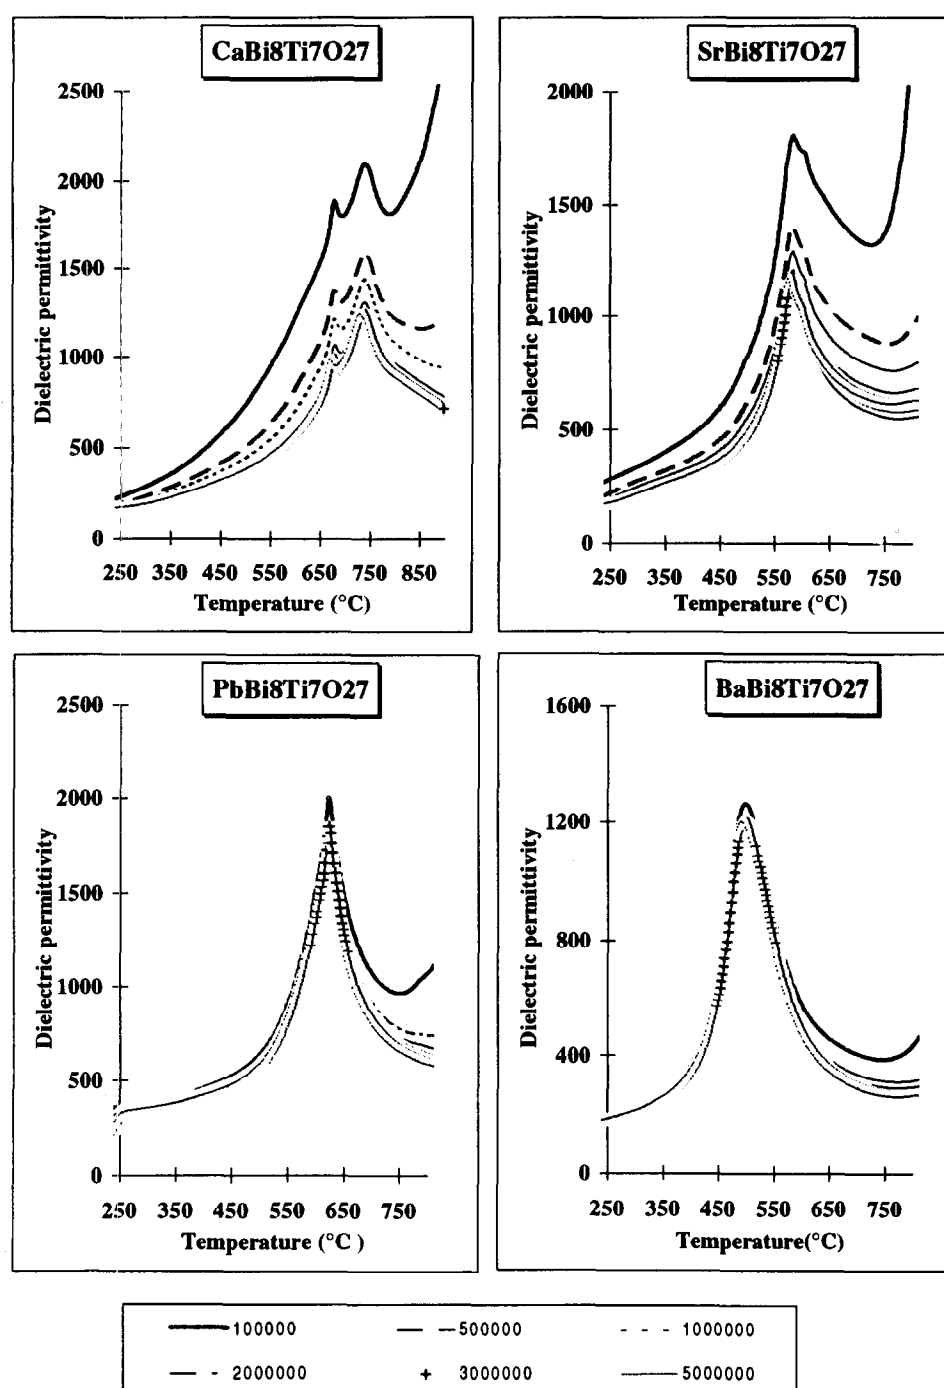 CaBi8Ti7O27
2500
2000
1500
1000
500
0
Dielectric permittivity
250 350 450 550 650 750 850
Temperature (°C)
SrBi8Ti7O27
2000
1500
1000
500
0
Dielectric permittivity
250 350 450 550 650 750
Temperature (°C)
PbBi8Ti7O27
2500
2000
1500
1000
500
0
Dielectric permittivity
250 350 450 550 650 750
Temperature (°C )
BaBi8Ti7O27
1600
1200
800
400
0
Dielectric permittivity
250 350 450 550 650 750
Temperature(°C)
100000 500000 1000000
2000000 3000000 5000000